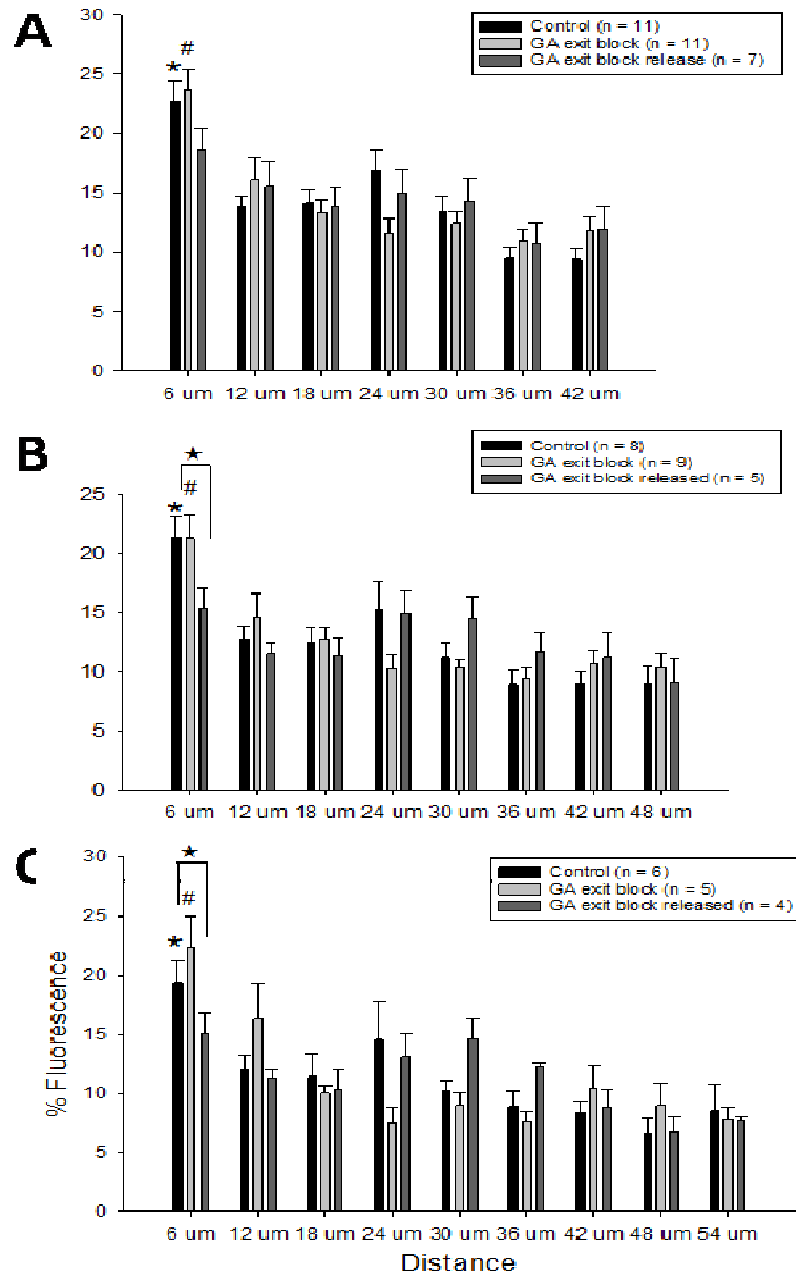 A
Control (n = 11)
GA exit block (n = 11)
GA exit block release (n = 7)
30
25
20
15
10
5
0
* #
6 um 12 um 18 um 24 um 30 um 36 um 42 um
B
Control (n = 8)
GA exit block (n = 9)
GA exit block released (n = 5)
★
25
20
15
10
5
0
* #
6 um 12 um 18 um 24 um 30 um 36 um 42 um 48 um
C
Control (n = 6)
GA exit block (n = 5)
GA exit block released (n = 4)
★
30
25
20
15
10
5
0
* #
% Fluorescence
6 um 12 um 18 um 24 um 30 um 36 um 42 um 48 um 54 um
Distance